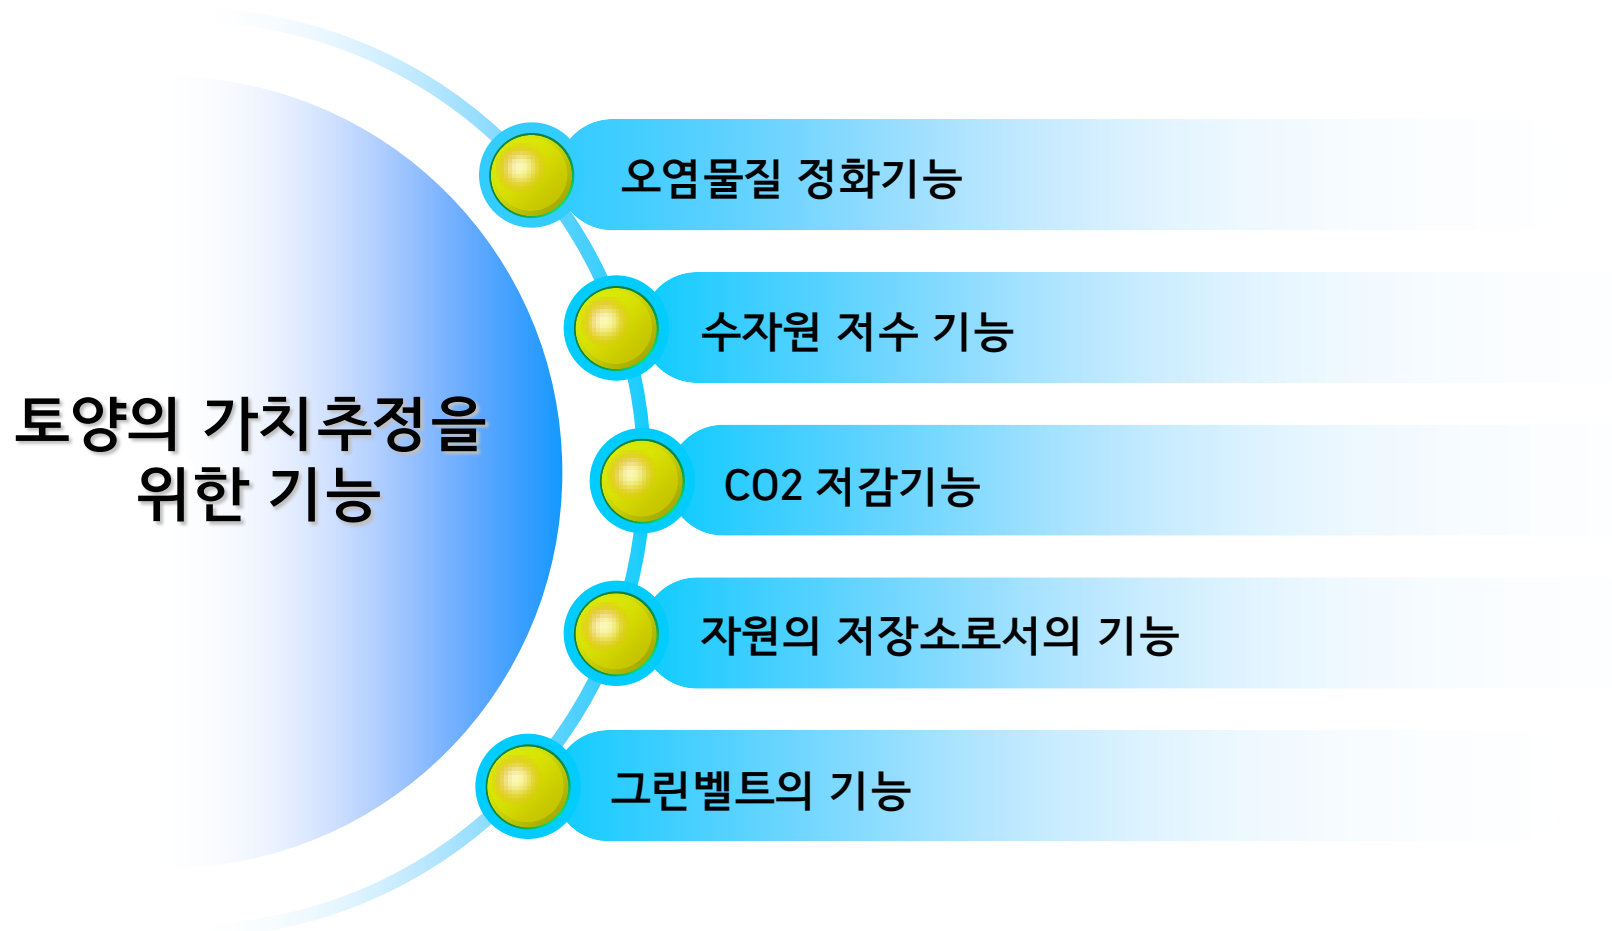 토양의 가치추정을
위한 기능
오염물질 정화기능
수자원 저수 기능
CO2 저감기능
자원의 저장소로서의 기능
그린벨트의 기능